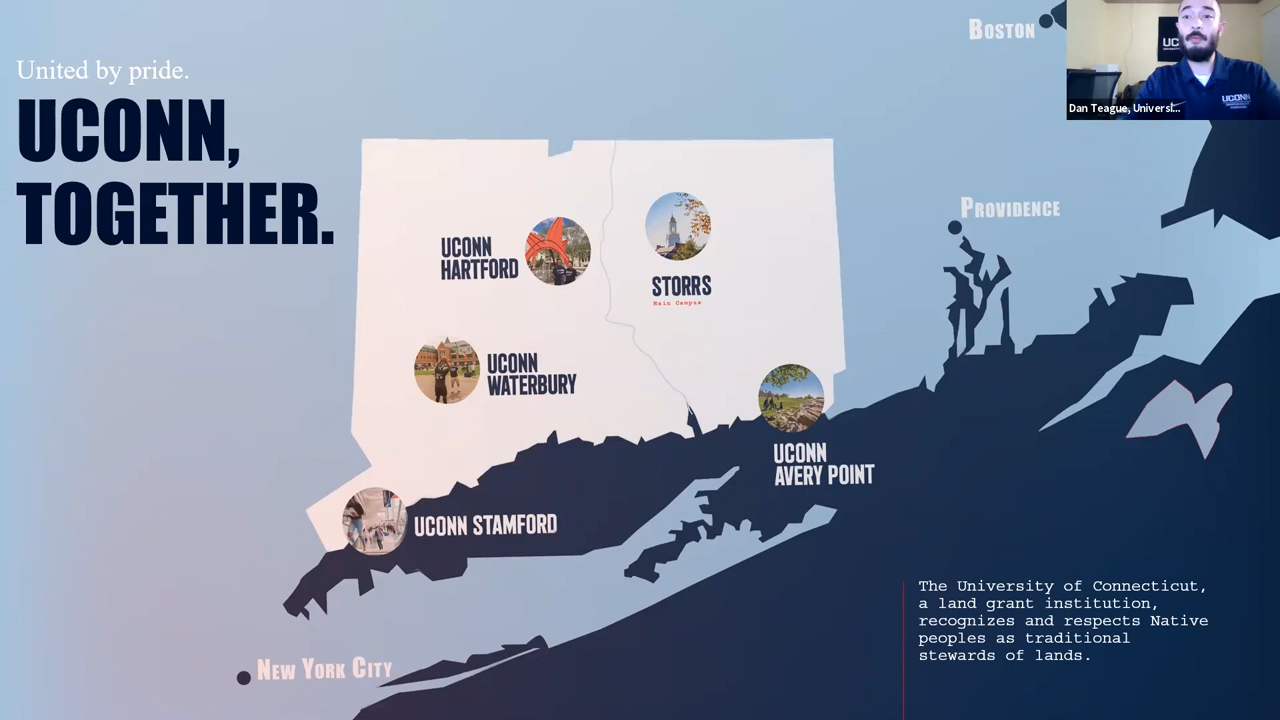 United by pride.
UCONN,
TOGETHER.
BOSTON
UCONN
Dan Teague, Universi...
PROVIDENCE
UCONN
HARTFORD
STORRS
Main Campus
UCONN
WATERBURY
UCONN
AVERY POINT
UCONN STAMFORD
NEW YORK CITY
The University of Connecticut,
a land grant institution,
recognizes and respects Native
peoples as traditional
stewards of lands.